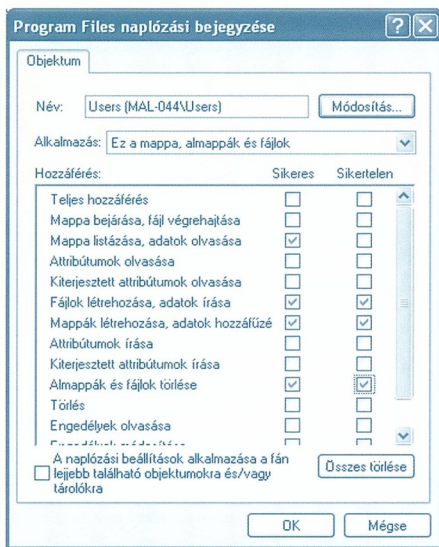 Program Files naplózási bejegyzése
Objektum
Név: Users (MAL-044\Users) Módosítás...
Alkalmazás: Ez a mappa, almappák és fájlok
Hozzáférés: Sikeres Sikertelen
Teljes hozzáférés
Mappa bejárása, fájl végrehajtása
Mappa listázása, adatok olvasása
Attribútumok olvasása
Kiterjesztett attribútumok olvasása
Fájlok létrehozása, adatok írása
Mappák létrehozása, adatok hozzáfűzé
Attribútumok írása
Kiterjesztett attribútumok írása
Almappák és fájlok törlése
Törlés
Engedélyek olvasása
Engedélyek módosítása
A naplózási beállítások alkalmazása a fán
lejjebb található objektumokra és/vagy
tárolókra
Összes törlése
OK Mégse